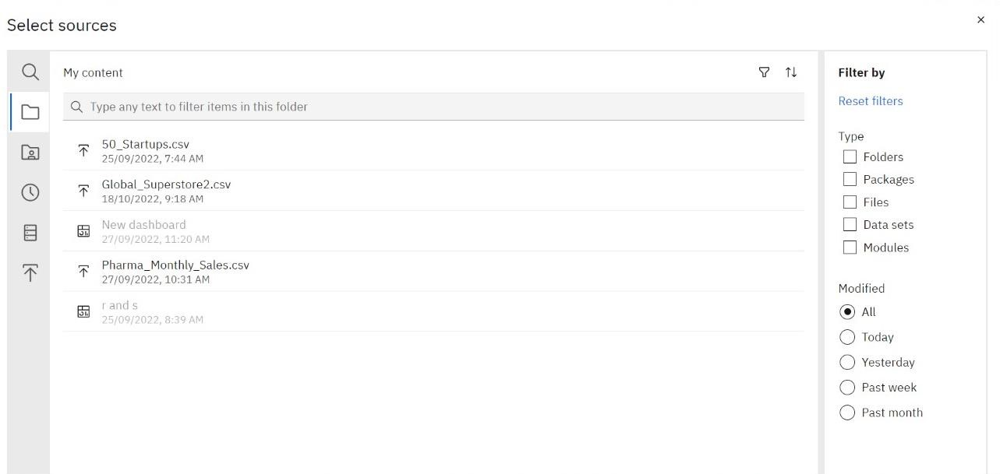 Select sources
My content
Type any text to filter items in this folder
50_Startups.csv
25/09/2022, 7:44 AM
Global_Superstore2.csv
18/10/2022, 9:18 AM
New dashboard
27/09/2022, 11:20 AM
Pharma_Monthly_Sales.csv
27/09/2022, 10:31 AM
r and s
25/09/2022, 8:39 AM
Filter by
Reset filters
Type
Folders
Packages
Files
Data sets
Modules
Modified
All
Today
Yesterday
Past week
Past month